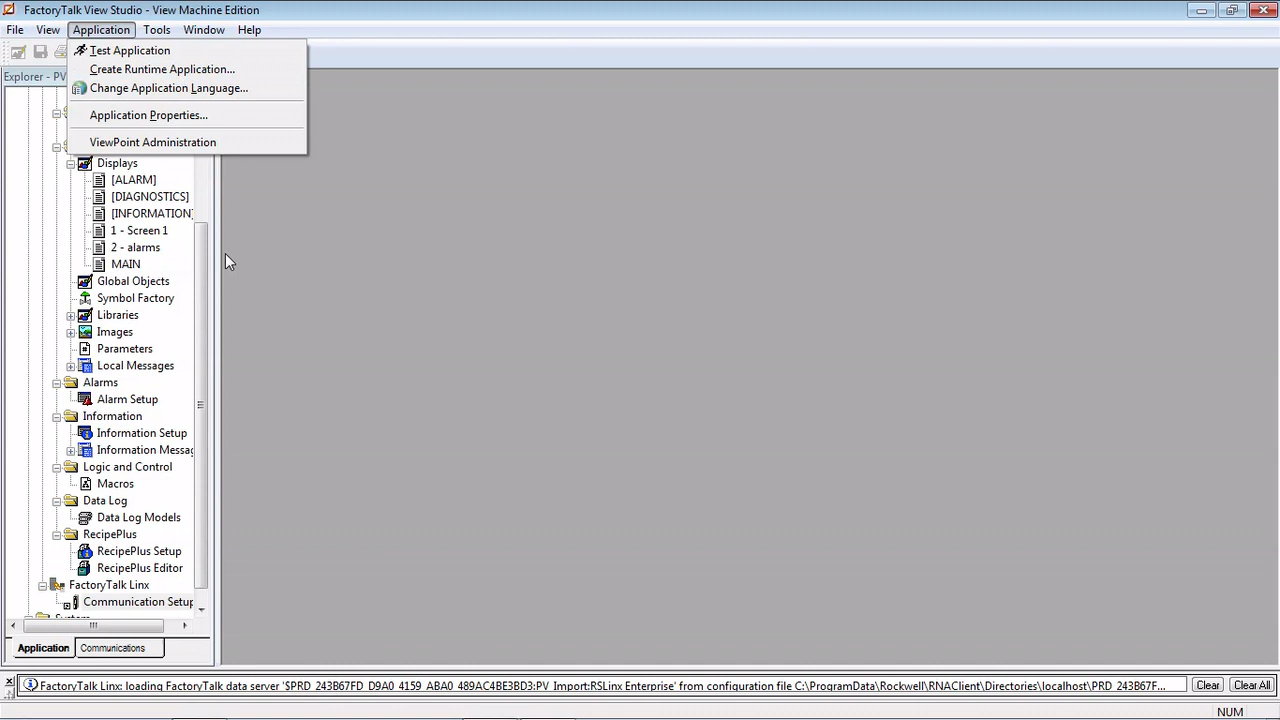 FactoryTalk View Studio - View Machine Edition
File View Application Tools Window Help
Test Application
Create Runtime Application...
Change Application Language...
Application Properties...
ViewPoint Administration
Explorer - PV
Displays
[ALARM]
[DIAGNOSTICS]
[INFORMATION]
1 - Screen 1
2 - alarms
MAIN
Global Objects
Symbol Factory
Libraries
Images
Parameters
Local Messages
Alarms
Alarm Setup
Information
Information Setup
Information Messag
Logic and Control
Macros
Data Log
Data Log Models
RecipePlus
RecipePlus Setup
RecipePlus Editor
FactoryTalk Linx
Communication Setup
System
Application Communications
FactoryTalk Linx: loading FactoryTalk data server '$PRD_243B67FD_D9A0_4159_ABA0_489AC4BE3BD3:PV_Import:RSLinx Enterprise' from configuration file C:\ProgramData\Rockwell\RNAClient\Directories\localhost\PRD_243B67F... Clear Clear All
NUM